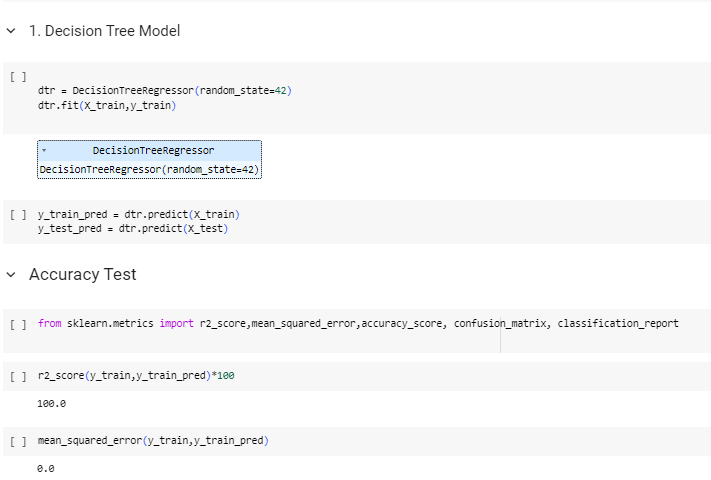 1. Decision Tree Model
[ ]
dtr = DecisionTreeRegressor(random_state=42)
dtr.fit(X_train,y_train)
DecisionTreeRegressor
DecisionTreeRegressor(random_state=42)
[ ] y_train_pred = dtr.predict(X_train)
y_test_pred = dtr.predict(X_test)
Accuracy Test
[ ] from sklearn.metrics import r2_score,mean_squared_error,accuracy_score, confusion_matrix, classification_report
[ ] r2_score(y_train,y_train_pred)*100
100.0
[ ] mean_squared_error(y_train,y_train_pred)
0.0